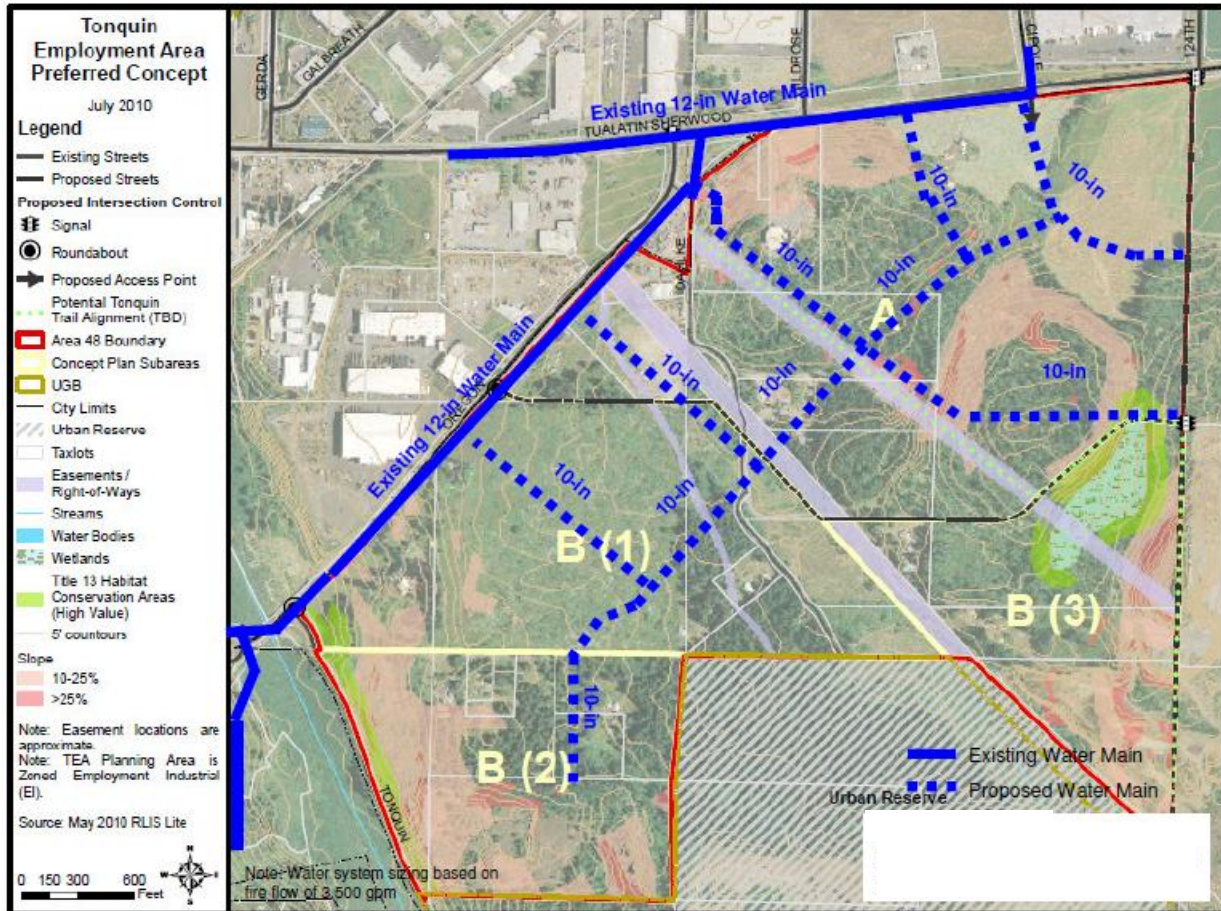 Tonquin
Employment Area
Preferred Concept
July 2010
Legend
Existing Streets
Proposed Streets
Proposed Intersection Control
Signal
Roundabout
Proposed Access Point
Potential Tonquin
Trail Alignment (TBD)
Area 48 Boundary
Concept Plan Subareas
UGB
City Limits
Urban Reserve
Taxlots
Easements /
Right-of-Ways
Streams
Water Bodies
Wetlands
Title 13 Habitat
Conservation Areas
(High Value)
5' countours
Slope
10-25%
>25%
Note: Easement locations are
approximate.
Note: TEA Planning Area is
Zoned Employment Industrial
(EI).
Source: May 2010 RLIS Lite
0 150 300 600
Feet
N
W E
S
GERDA
GALBREATH
CIPOLE
124TH
Existing 12-in Water Main
TUALATIN SHERWOOD
DAHLKE
10-in
10-in
10-in
10-in
A
10-in
10-in
10-in
Existing 12-in Water Main
OREGON
10-in
10-in
B (1)
B (3)
10-in
B (2)
TONQUIN
Existing Water Main
Proposed Water Main
Urban Reserve
Note: Water system sizing based on
fire flow of 3,500 gpm